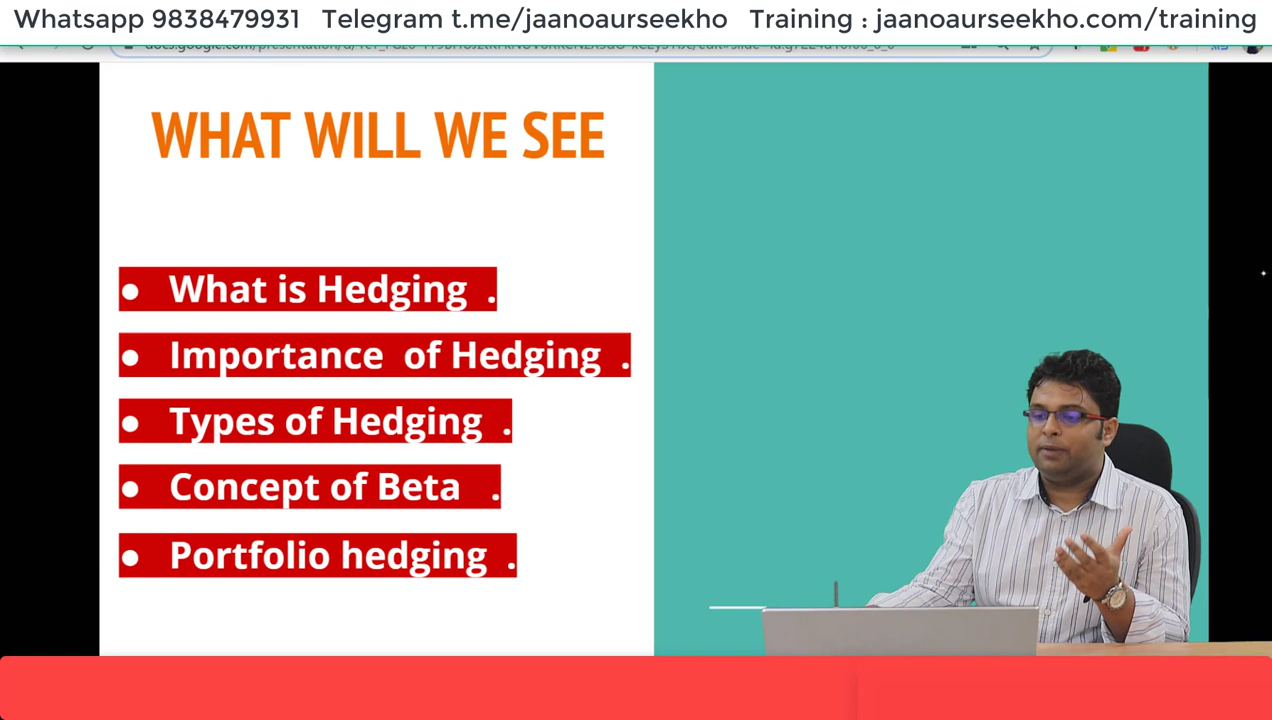 Whatsapp 9838479931 Telegram t.me/jaanoaurseekho Training : jaanoaurseekho.com/training
WHAT WILL WE SEE
● What is Hedging .
● Importance of Hedging .
● Types of Hedging .
● Concept of Beta .
● Portfolio hedging .